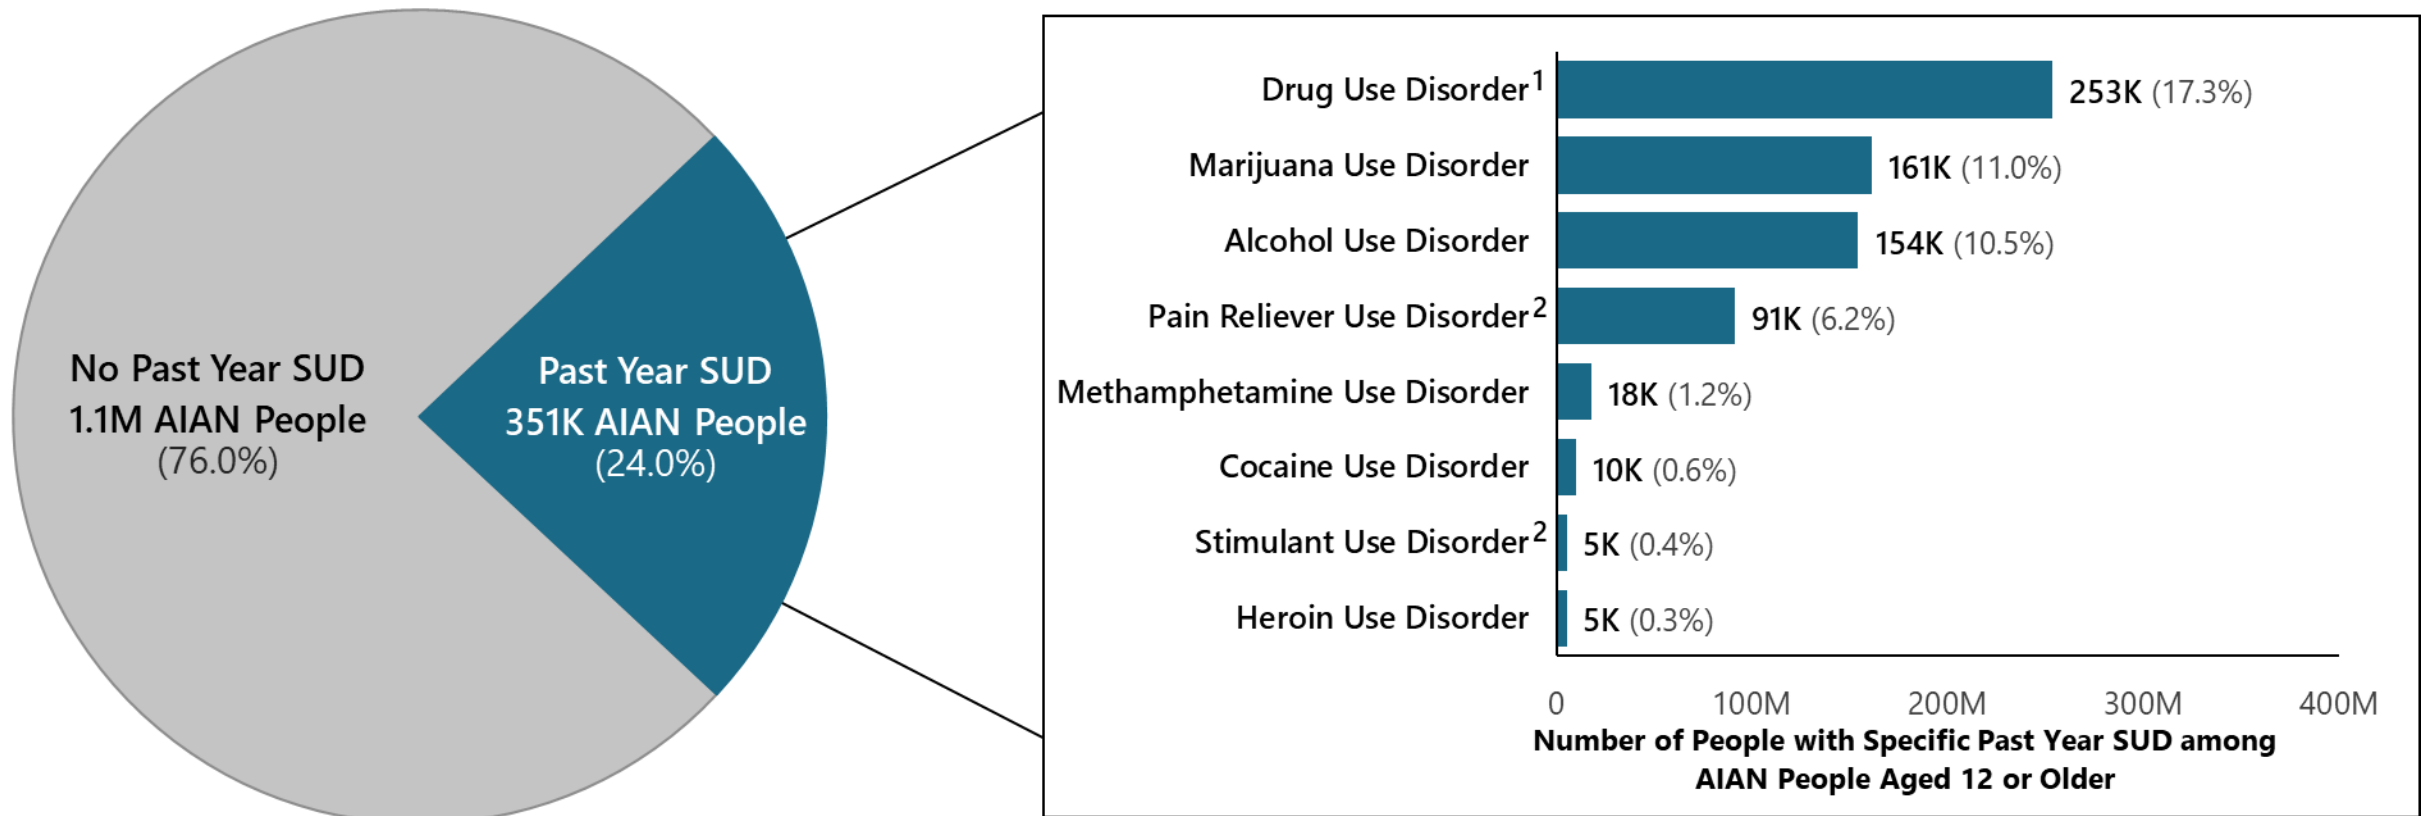 No Past Year SUD
1.1M AIAN People
(76.0%)
Past Year SUD
351K AIAN People
(24.0%)
Drug Use Disorder1 253K (17.3%)
Marijuana Use Disorder 161K (11.0%)
Alcohol Use Disorder 154K (10.5%)
Pain Reliever Use Disorder2 91K (6.2%)
Methamphetamine Use Disorder 18K (1.2%)
Cocaine Use Disorder 10K (0.6%)
Stimulant Use Disorder2 5K (0.4%)
Heroin Use Disorder 5K (0.3%)
0 100M 200M 300M 400M
Number of People with Specific Past Year SUD among
AIAN People Aged 12 or Older